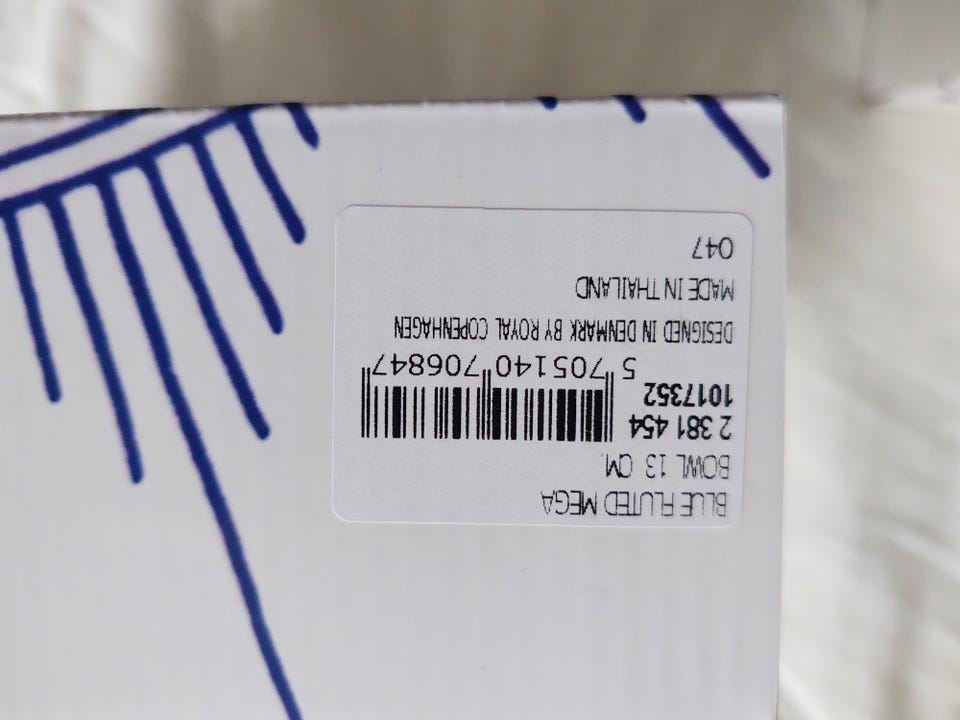 BLUE FLUTED MEGA
BOWL 13 CM.
2 381 454
1017352
5 705140 706847
DESIGNED IN DENMARK BY ROYAL COPENHAGEN
MADE IN THAILAND
047